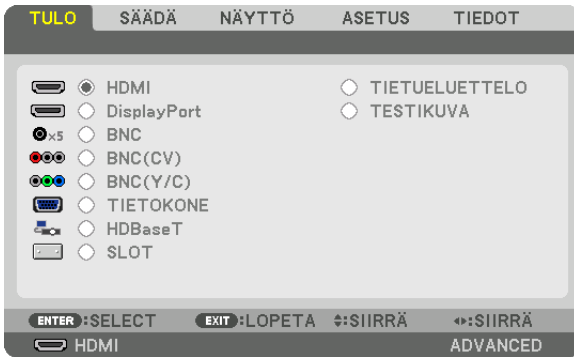 TULO SÄÄDÄ NÄYTTÖ ASETUS TIEDOT
HDMI TIETUELUETTELO
DisplayPort TESTIKUVA
×5 BNC
BNC(CV)
BNC(Y/C)
TIETOKONE
HDBaseT
SLOT
ENTER :SELECT EXIT :LOPETA :SIIRRÄ :SIIRRÄ
HDMI ADVANCED